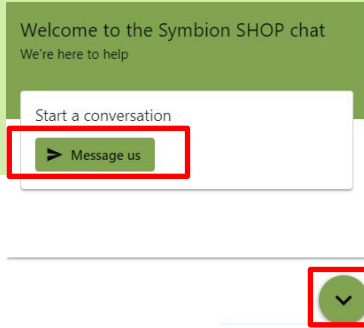 Welcome to the Symbion SHOP chat
We're here to help
Start a conversation
Message us